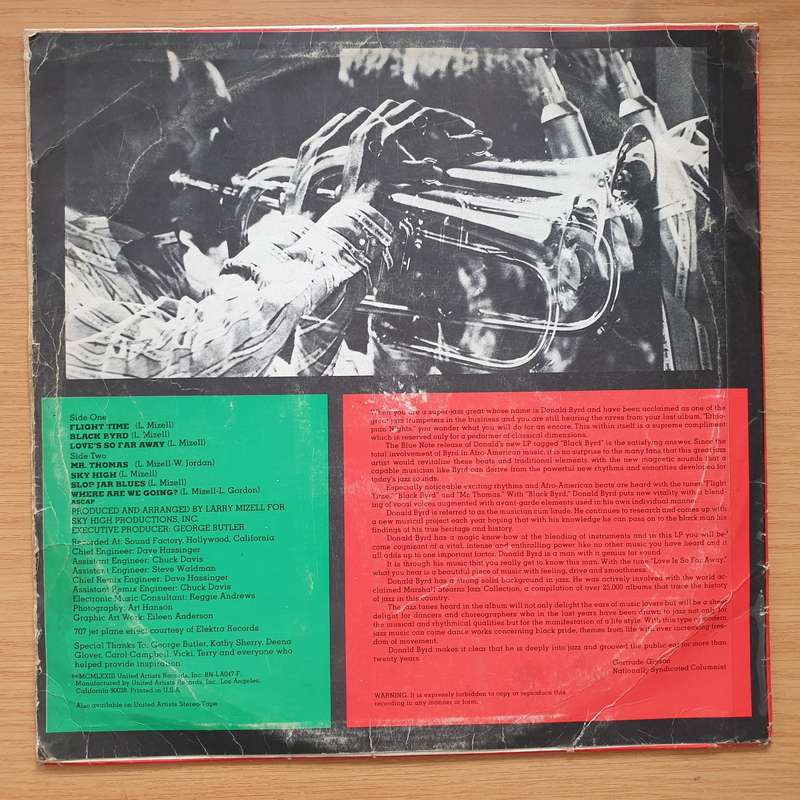 Side One
FLIGHT TIME (L. Mizell)
BLACK BYRD (L. Mizell)
LOVE'S SO FAR AWAY (L. Mizell)
Side Two
MR. THOMAS (L. Mizell-W. Jordan)
SKY HIGH (L. Mizell)
SLOP JAR BLUES (L. Mizell)
WHERE ARE WE GOING? (L. Mizell-L. Gordon)
ASCAP
PRODUCED AND ARRANGED BY LARRY MIZELL FOR
SKY HIGH PRODUCTIONS, INC.
EXECUTIVE PRODUCER: GEORGE BUTLER
Recorded At: Sound Factory, Hollywood, California
Chief Engineer: Dave Hassinger
Assistant Engineer: Chuck Davis
Assistant Engineer: Steve Waldman
Chief Remix Engineer: Dave Hassinger
Assistant Remix Engineer: Chuck Davis
Electronic Music Consultant: Reggie Andrews
Photography: Art Hanson
Graphic Art Work: Eileen Anderson
707 jet plane effect courtesy of Elektra Records
Special Thanks To: George Butler, Kathy Sherry, Deena
Glover, Carol Campbell, Vicki, Terry and everyone who
helped provide inspiration.
MCMLXXIII United Artists Records, Inc. BN-LA047-F
Manufactured by United Artists Records, Inc., Los Angeles,
California 90028. Printed in U.S.A.
Also available on United Artists Stereo Tape
When you are a super-jazz great whose name is Donald Byrd and have been acclaimed as one of the
great jazz trumpeters in the business and you are still hearing the raves from your last album, "Ethio-
pian Nights," you wonder what you will do for an encore. This within itself is a supreme compliment
which is reserved only for a performer of classical dimensions.
The Blue Note release of Donald's new LP tagged "Black Byrd" is the satisfying answer. Since the
total involvement of Byrd in Afro-American music, it is no surprise to the many fans that this great jazz
artist would revitalize these beats and traditional elements, with the new magnetic sounds that a
capable musician like Byrd can derive from the powerful new rhythms and sonorities developed for
today's jazz sounds.
Especially noticeable exciting rhythms and Afro-American beats are heard with the tunes "Flight
Time," "Black Byrd" and "Mr. Thomas." With "Black Byrd," Donald Byrd puts new vitality with a blend-
ing of vocal voices augmented with avant-garde elements used in his own individual manner.
Donald Byrd is referred to as the musician cum laude. He continues to research and comes up with
a new musical project each year hoping that with his knowledge he can pass on to the black man his
findings of his true heritage and history.
Donald Byrd has a magic know-how of the blending of instruments and in this LP you will be
come cognizant of a vital, intense and enthralling power like no other music you have heard and it
all adds up to one important factor. Donald Byrd is a man with a genius for sound.
It is through his music that you really get to know this man. With the tune "Love Is So Far Away,"
what you hear is a beautiful piece of music with feeling, drive and smoothness.
Donald Byrd has a strong solid background in jazz. He was actively involved with the world ac-
claimed Marshall Stearns Jazz Collection, a compilation of over 25,000 albums that trace the history
of jazz in this country.
The jazz tunes heard in the album will not only delight the ears of music lovers but will be a sheer
delight for dancers and choreographers who in the last years have been drawn to jazz not only for
the musical and rhythmical qualities but for the manifestation of a life style. With this type of modern
jazz music can come dance works concerning black pride, themes from life with ever increasing free-
dom of movement.
Donald Byrd makes it clear that he is deeply into jazz and grooved the public ear for more than
twenty years.
Gertrude Gipson
Nationally Syndicated Columnist
WARNING: It is expressly forbidden to copy or reproduce this
recording in any manner or form.